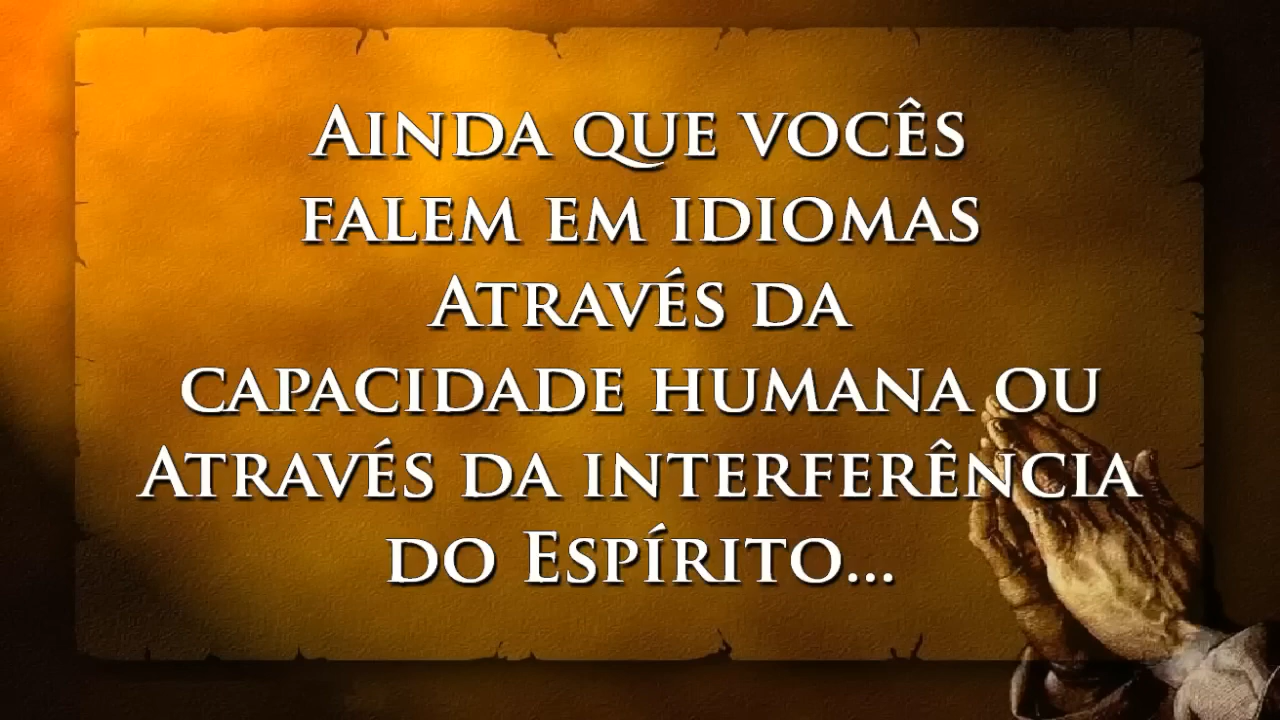 Ainda que vocês
falem em idiomas
Através da
capacidade humana ou
Através da interferência
do Espírito...